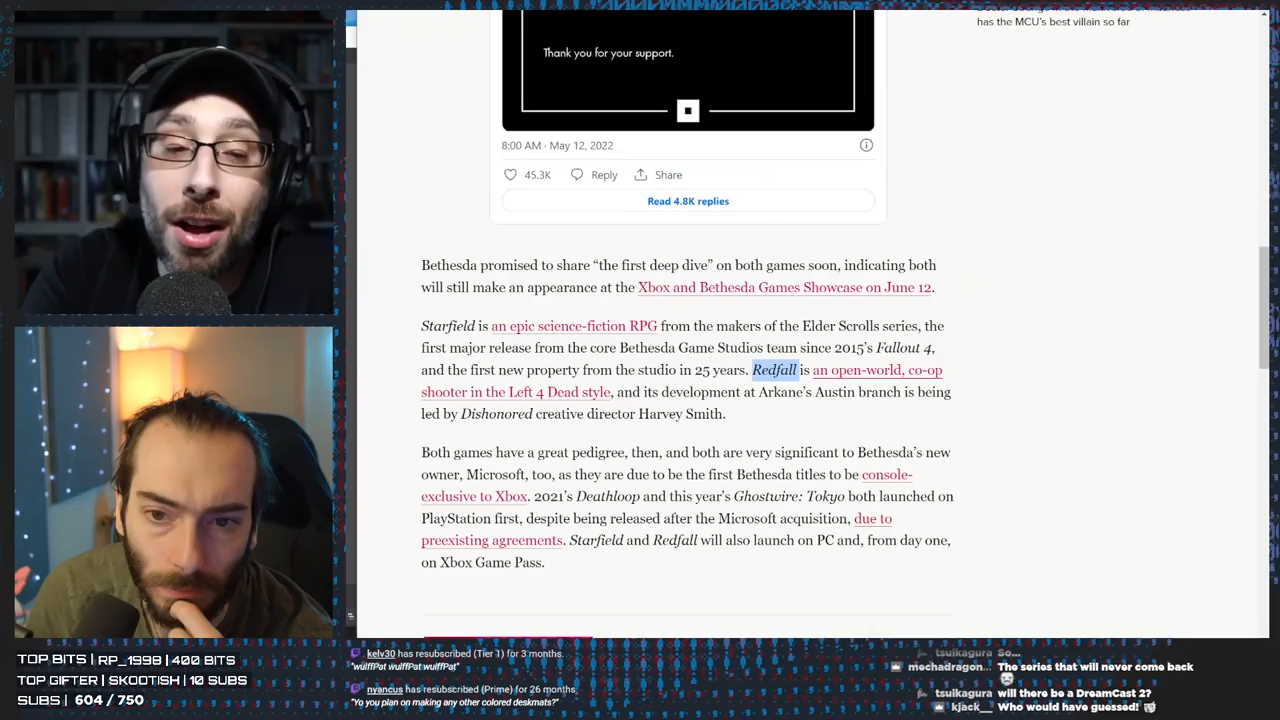 has the MCU's best villain so far
Thank you for your support.
8:00 AM · May 12, 2022
45.3K Reply Share
Read 4.8K replies
Bethesda promised to share “the first deep dive” on both games soon, indicating both
will still make an appearance at the Xbox and Bethesda Games Showcase on June 12.
Starfield is an epic science-fiction RPG from the makers of the Elder Scrolls series, the
first major release from the core Bethesda Game Studios team since 2015’s Fallout 4,
and the first new property from the studio in 25 years. Redfall is an open-world, co-op
shooter in the Left 4 Dead style, and its development at Arkane’s Austin branch is being
led by Dishonored creative director Harvey Smith.
Both games have a great pedigree, then, and both are very significant to Bethesda’s new
owner, Microsoft, too, as they are due to be the first Bethesda titles to be console-
exclusive to Xbox. 2021’s Deathloop and this year’s Ghostwire: Tokyo both launched on
PlayStation first, despite being released after the Microsoft acquisition, due to
preexisting agreements. Starfield and Redfall will also launch on PC and, from day one,
on Xbox Game Pass.
TOP BITS | RP_1998 | 400 BITS
TOP GIFTER | SKOOTISH | 10 SUBS
SUBS | 604 / 750
kelv30 has resubscribed (Tier 1) for 3 months.
"wulffPat wulffPat wulffPat"
nyancus has resubscribed (Prime) for 26 months.
"Yo you plan on making any other colored deskmats?"
tsuikagura So...
mechadragon... The series that will never come back
tsuikagura will there be a DreamCast 2?
kjack__ Who would have guessed!